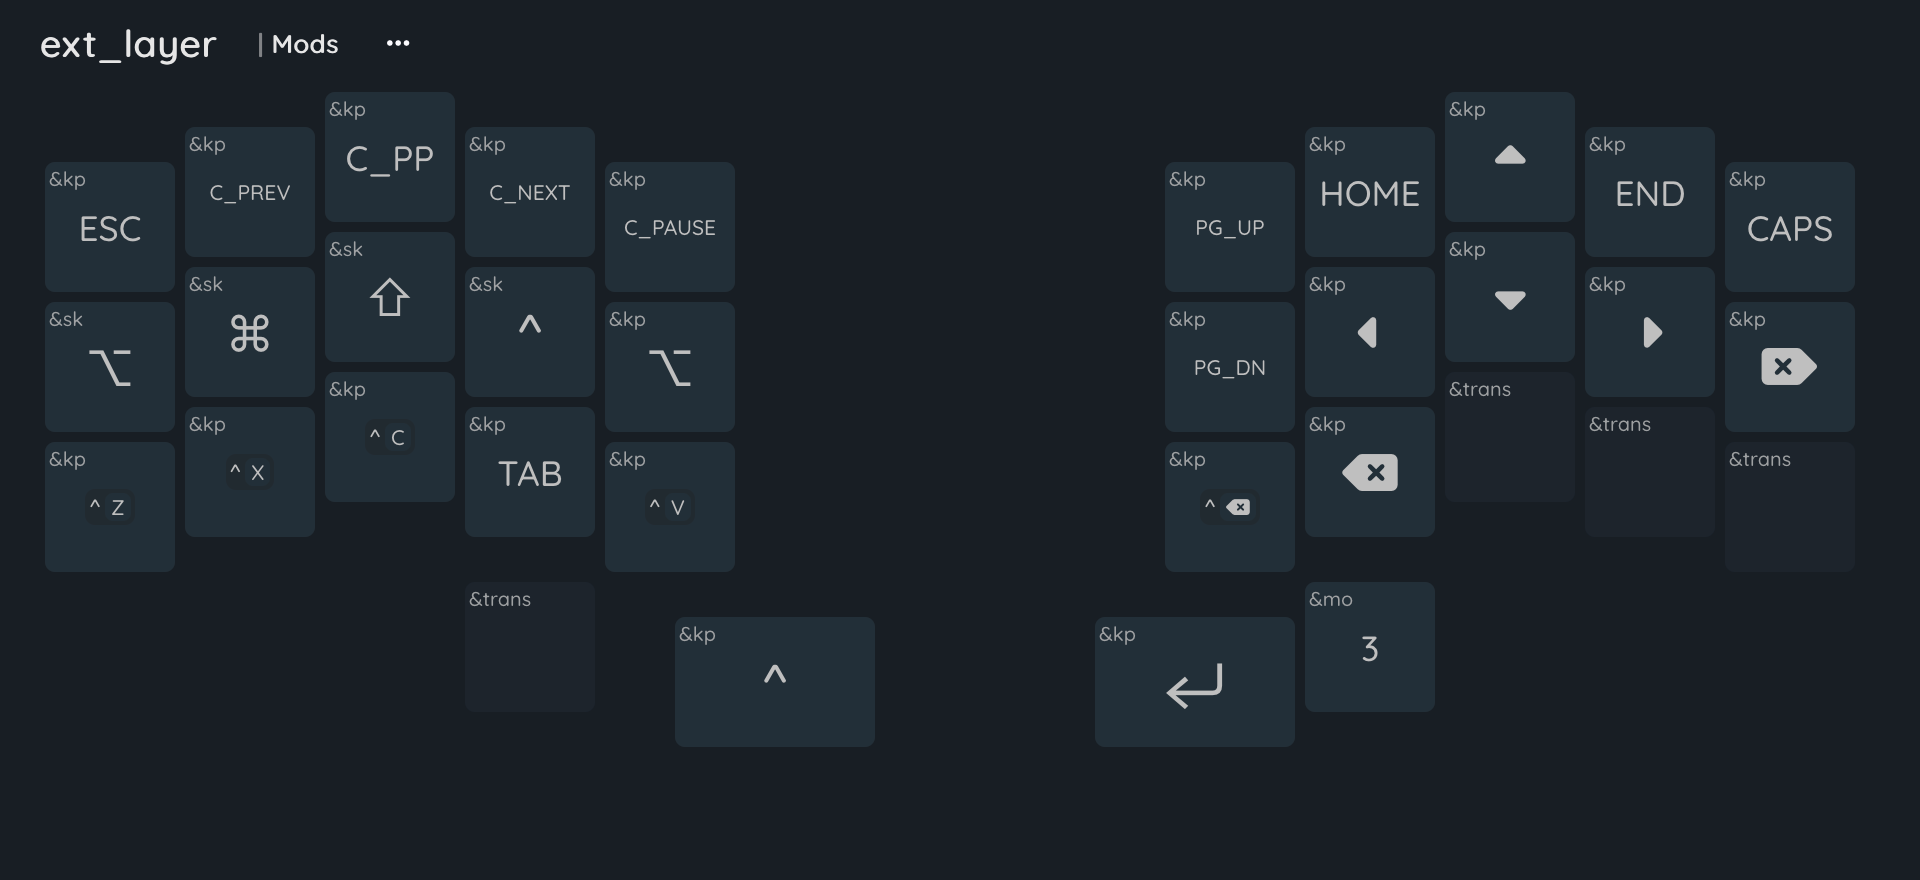 ext_layer | Mods •••
&kp ESC
&kp C_PREV
&kp C_PP
&kp C_NEXT
&kp C_PAUSE
&kp PG_UP
&kp HOME
&kp ▲
&kp END
&kp CAPS
&sk ⌥
&sk ⌘
&sk ⇧
&sk ^
&kp ⌥
&kp PG_DN
&kp ◀
&kp ▼
&kp ▶
&kp ⌦
&kp ^ Z
&kp ^ X
&kp ^ C
&kp TAB
&kp ^ V
&kp ^ ⌫
&kp ⌫
&trans
&trans
&trans
&trans
&kp ^
&kp ↵
&mo 3